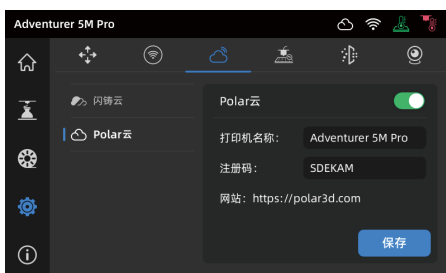 Adventurer 5M Pro
闪铸云
Polar云
Polar云
打印机名称: Adventurer 5M Pro
注册码: SDEKAM
网站: https://polar3d.com
保存